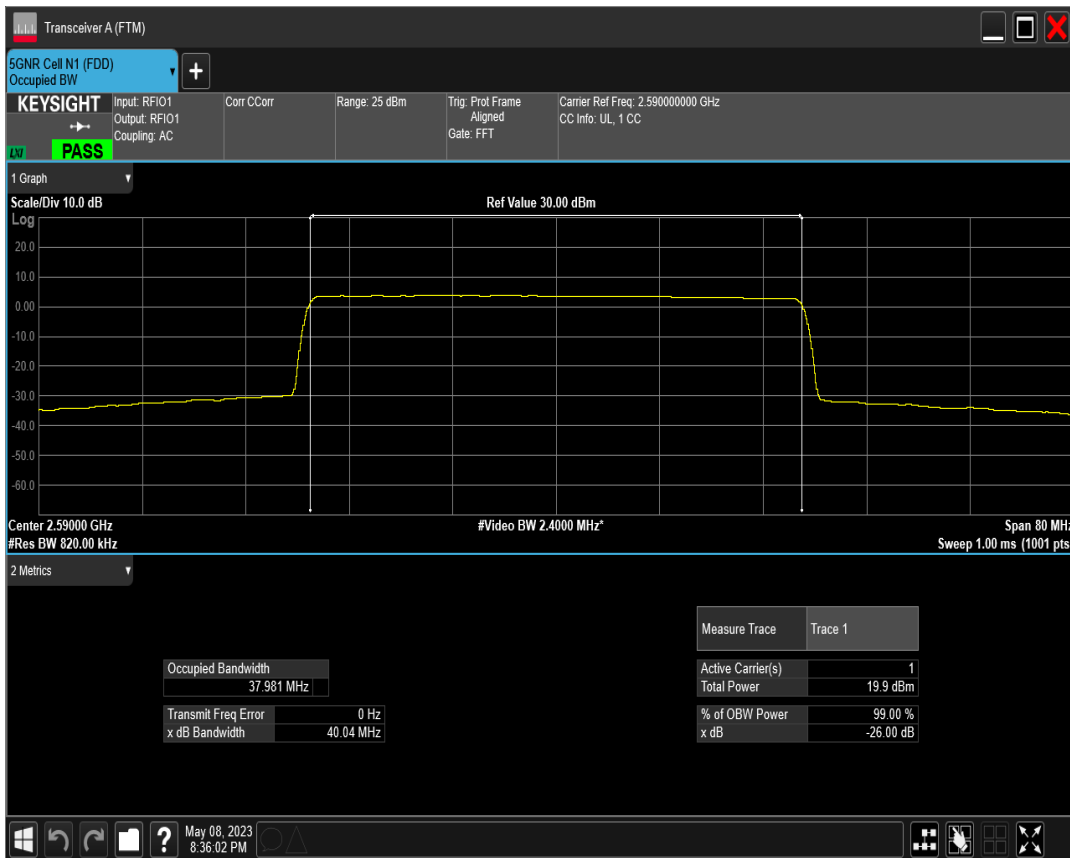 Transceiver A (FTM)
5GNR Cell N1 (FDD)
Occupied BW
KEYSIGHT
LXI
PASS
Input: RFIO1
Output: RFIO1
Coupling: AC
Corr CCorr
Range: 25 dBm
Trig: Prot Frame
Aligned
Gate: FFT
Carrier Ref Freq: 2.590000000 GHz
CC Info: UL, 1 CC
1 Graph
Scale/Div 10.0 dB
Ref Value 30.00 dBm
Log
20.0
10.0
0.00
-10.0
-20.0
-30.0
-40.0
-50.0
-60.0
Center 2.59000 GHz
#Video BW 2.4000 MHz*
Span 80 MHz
#Res BW 820.00 kHz
Sweep 1.00 ms (1001 pts
2 Metrics
Measure Trace Trace 1
Occupied Bandwidth
37.981 MHz
Active Carrier(s) 1
Total Power 19.9 dBm
Transmit Freq Error 0 Hz
x dB Bandwidth 40.04 MHz
% of OBW Power 99.00 %
x dB -26.00 dB
?
May 08, 2023
8:36:02 PM